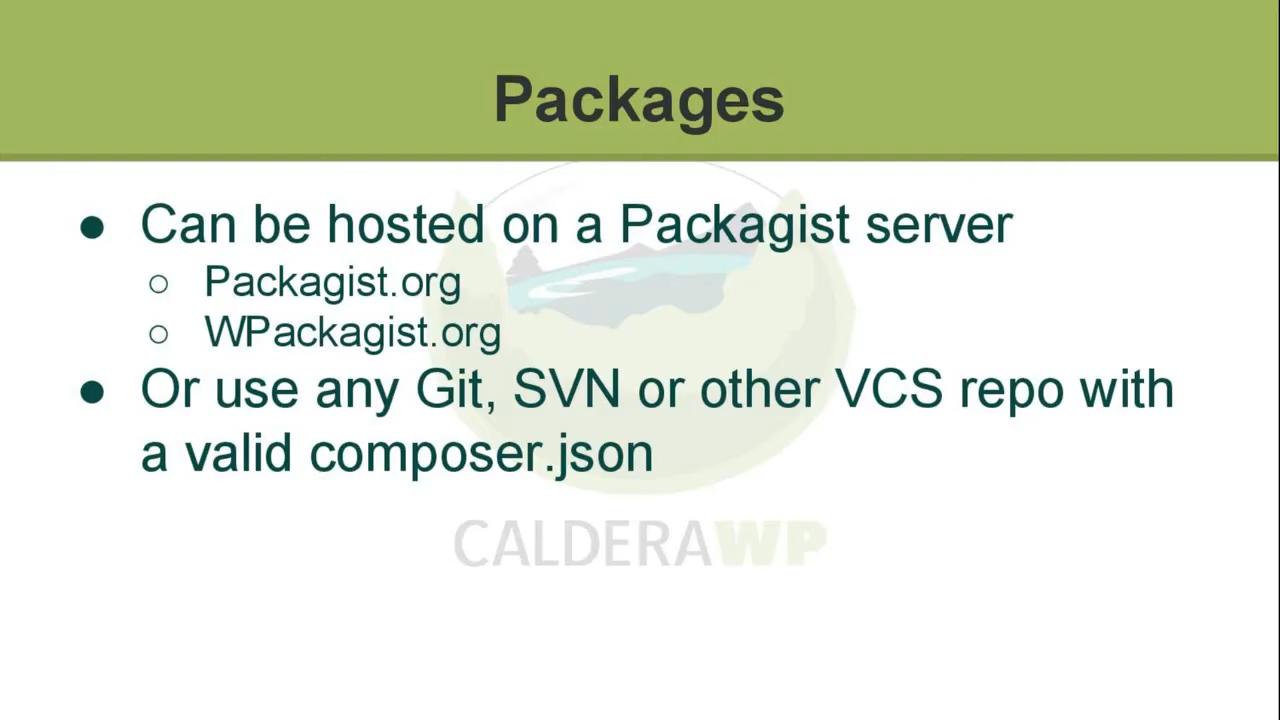 Packages
● Can be hosted on a Packagist server
○ Packagist.org
○ WPackagist.org
● Or use any Git, SVN or other VCS repo with
a valid composer.json
CALDERAWP